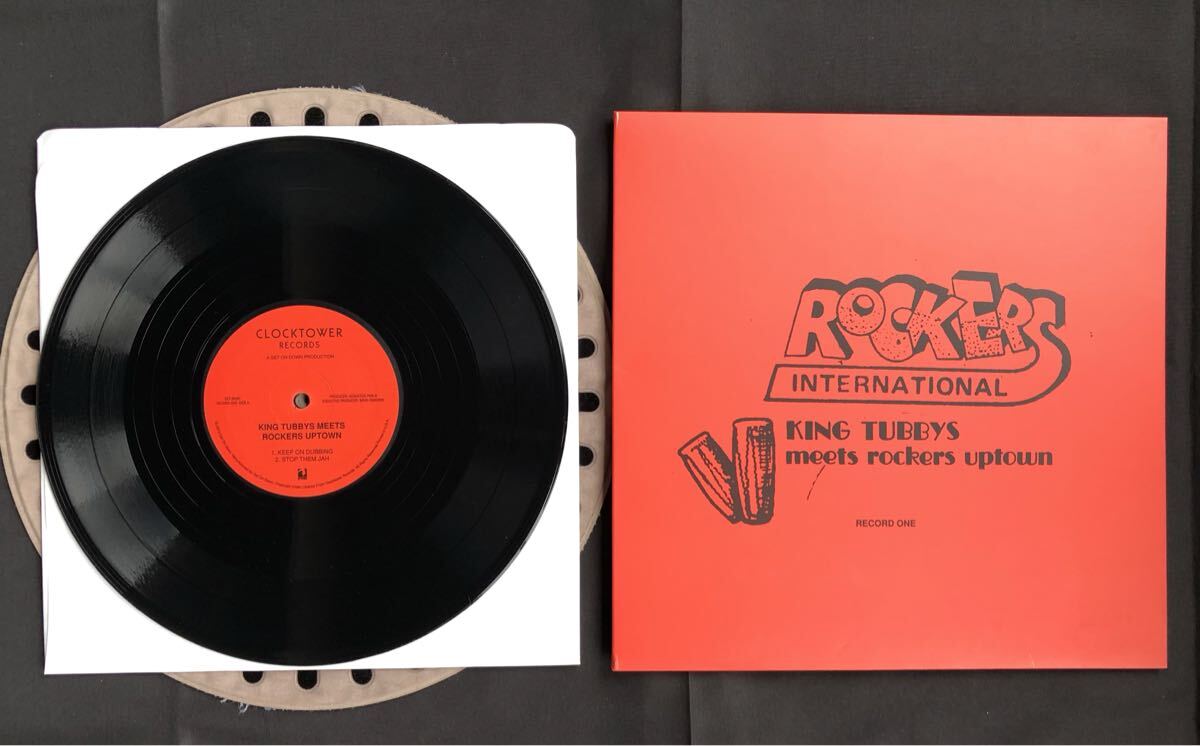 CLOCKTOWER
RECORDS
A GET ON DOWN PRODUCTION
KING TUBBYS MEETS
ROCKERS UPTOWN
1. KEEP ON DUBBING
2. STOP THEM JAH
ROCKERS
INTERNATIONAL
KING TUBBYS
meets rockers uptown
RECORD ONE